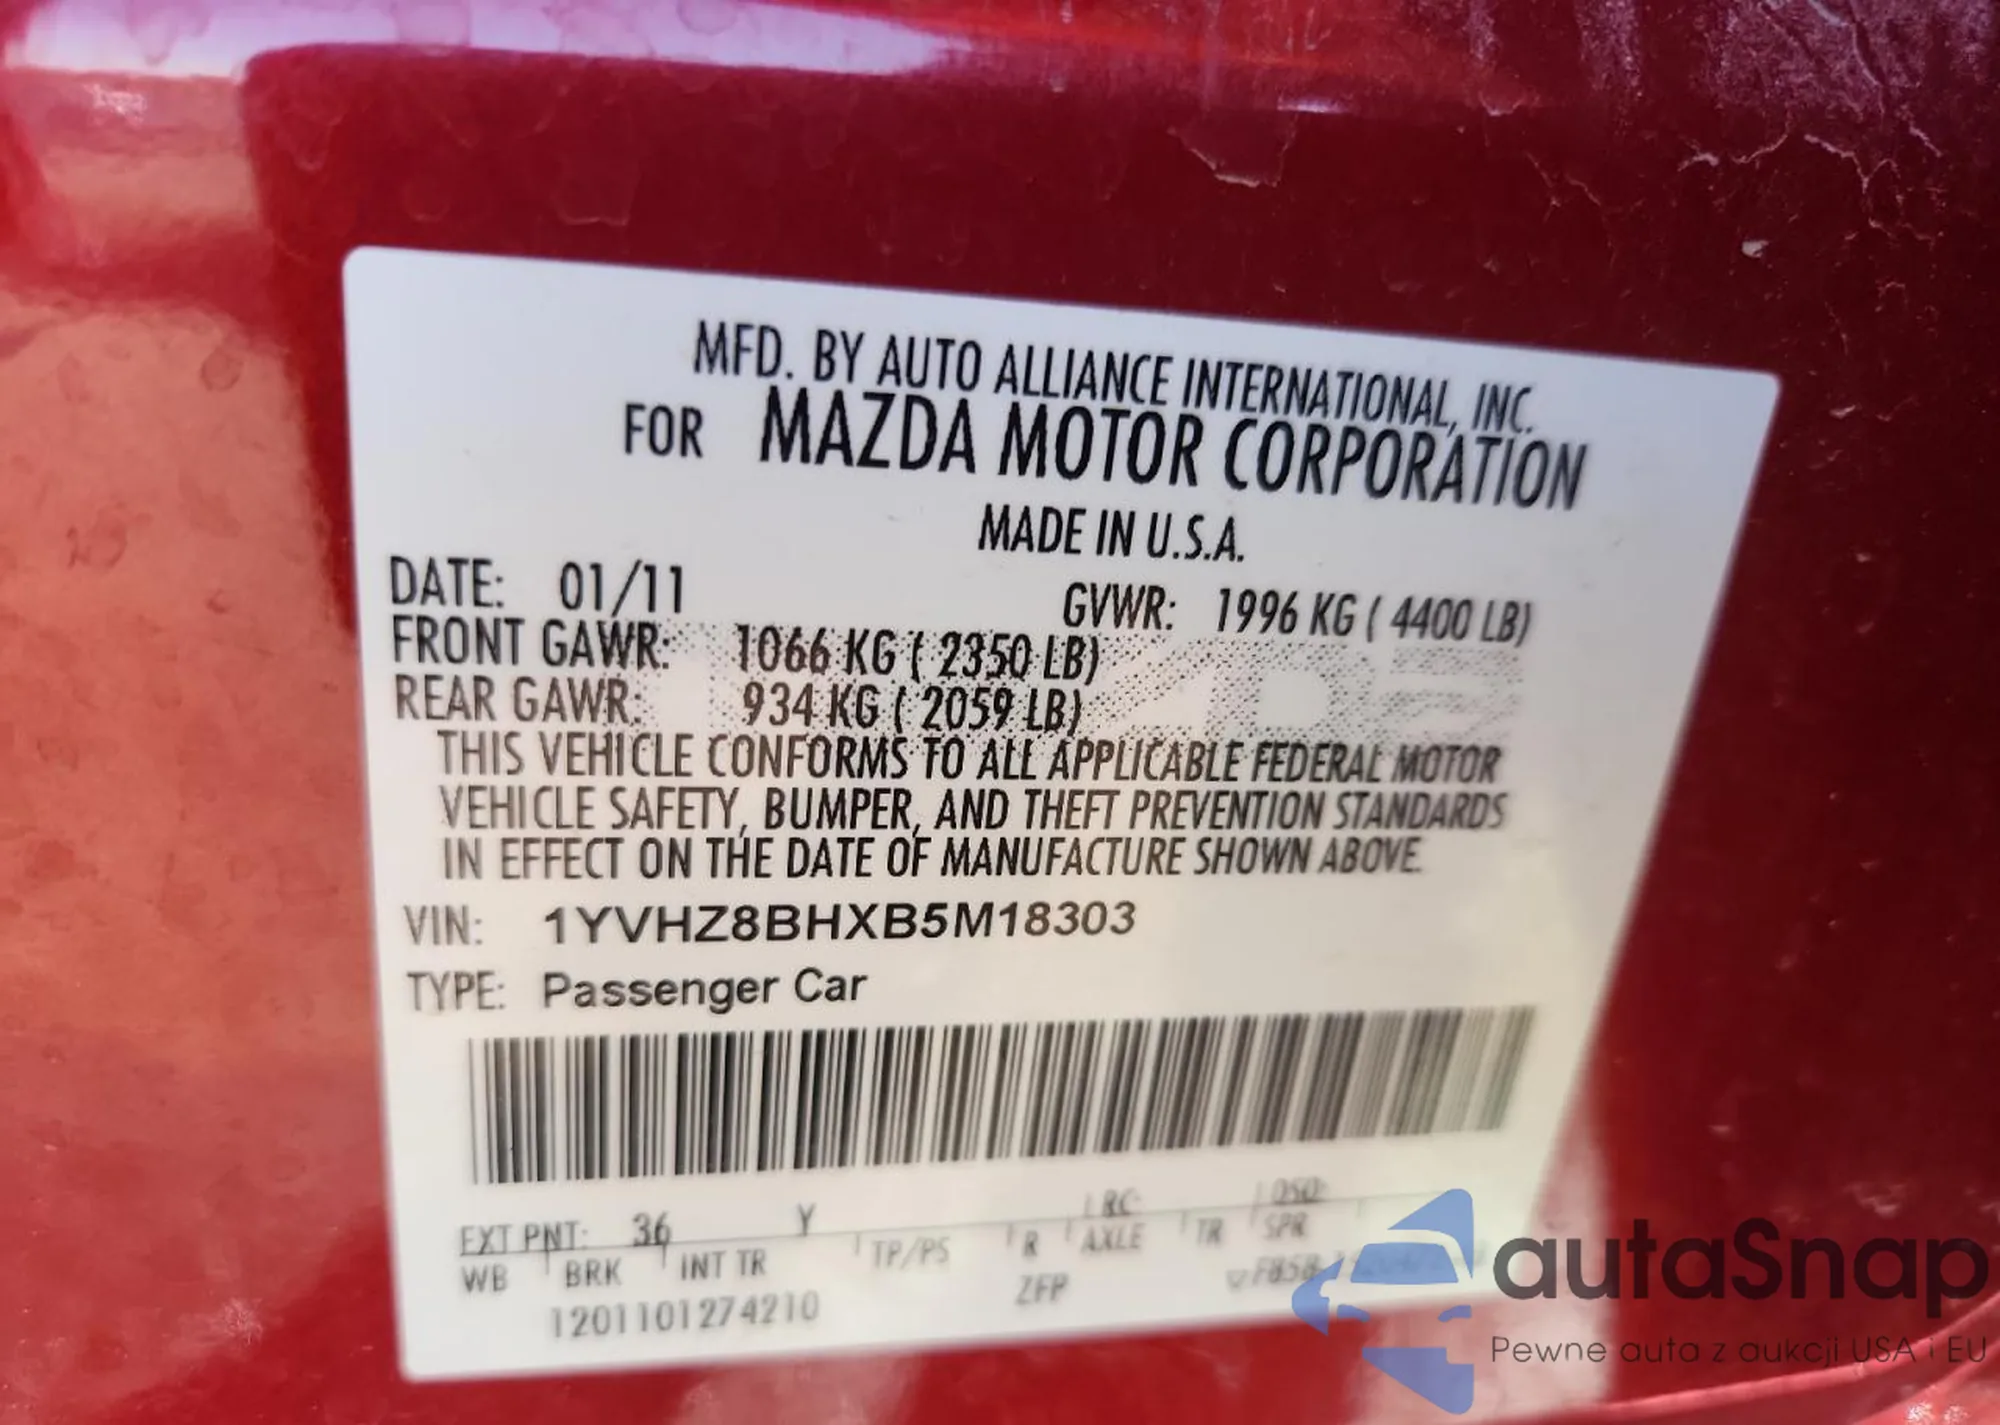 MFD. BY AUTO ALLIANCE INTERNATIONAL, INC.
FOR MAZDA MOTOR CORPORATION
MADE IN U.S.A.
DATE: 01/11 GVWR: 1996 KG ( 4400 LB)
FRONT GAWR: 1066 KG ( 2350 LB)
REAR GAWR: 934 KG ( 2059 LB)
THIS VEHICLE CONFORMS TO ALL APPLICABLE FEDERAL MOTOR
VEHICLE SAFETY, BUMPER, AND THEFT PREVENTION STANDARDS
IN EFFECT ON THE DATE OF MANUFACTURE SHOWN ABOVE.
VIN: 1YVHZ8BHXB5M18303
TYPE: Passenger Car
EXT PNT: 36 Y RC: DSO:
WB BRK INT TR TP/PS R AXLE TR SPR
1201101274210 ZFP
autaSnap
Pewne auta z aukcji USA i EU